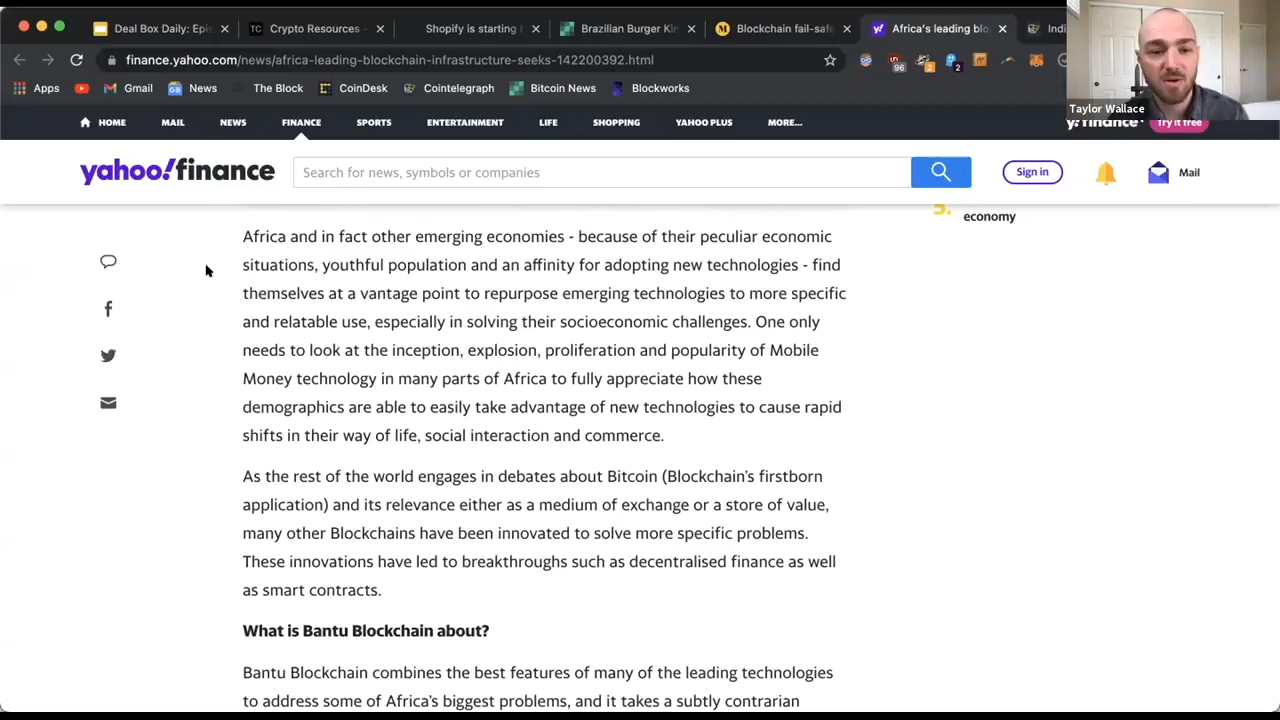 Deal Box Daily: Epi
Crypto Resources
Shopify is starting
Brazilian Burger Kin
Blockchain fail-safe
Africa's leading blo
Indi
finance.yahoo.com/news/africa-leading-blockchain-infrastructure-seeks-142200392.html
96
2
2
Apps
Gmail
News
The Block
CoinDesk
Cointelegraph
Bitcoin News
Blockworks
Taylor Wallace
HOME
MAIL
NEWS
FINANCE
SPORTS
ENTERTAINMENT
LIFE
SHOPPING
YAHOO PLUS
MORE...
y!finance+
Try it free
yahoo!finance
Search for news, symbols or companies
Sign in
Mail
5.
economy
Africa and in fact other emerging economies - because of their peculiar economic
situations, youthful population and an affinity for adopting new technologies - find
themselves at a vantage point to repurpose emerging technologies to more specific
and relatable use, especially in solving their socioeconomic challenges. One only
needs to look at the inception, explosion, proliferation and popularity of Mobile
Money technology in many parts of Africa to fully appreciate how these
demographics are able to easily take advantage of new technologies to cause rapid
shifts in their way of life, social interaction and commerce.
As the rest of the world engages in debates about Bitcoin (Blockchain's firstborn
application) and its relevance either as a medium of exchange or a store of value,
many other Blockchains have been innovated to solve more specific problems.
These innovations have led to breakthroughs such as decentralised finance as well
as smart contracts.
What is Bantu Blockchain about?
Bantu Blockchain combines the best features of many of the leading technologies
to address some of Africa's biggest problems, and it takes a subtly contrarian